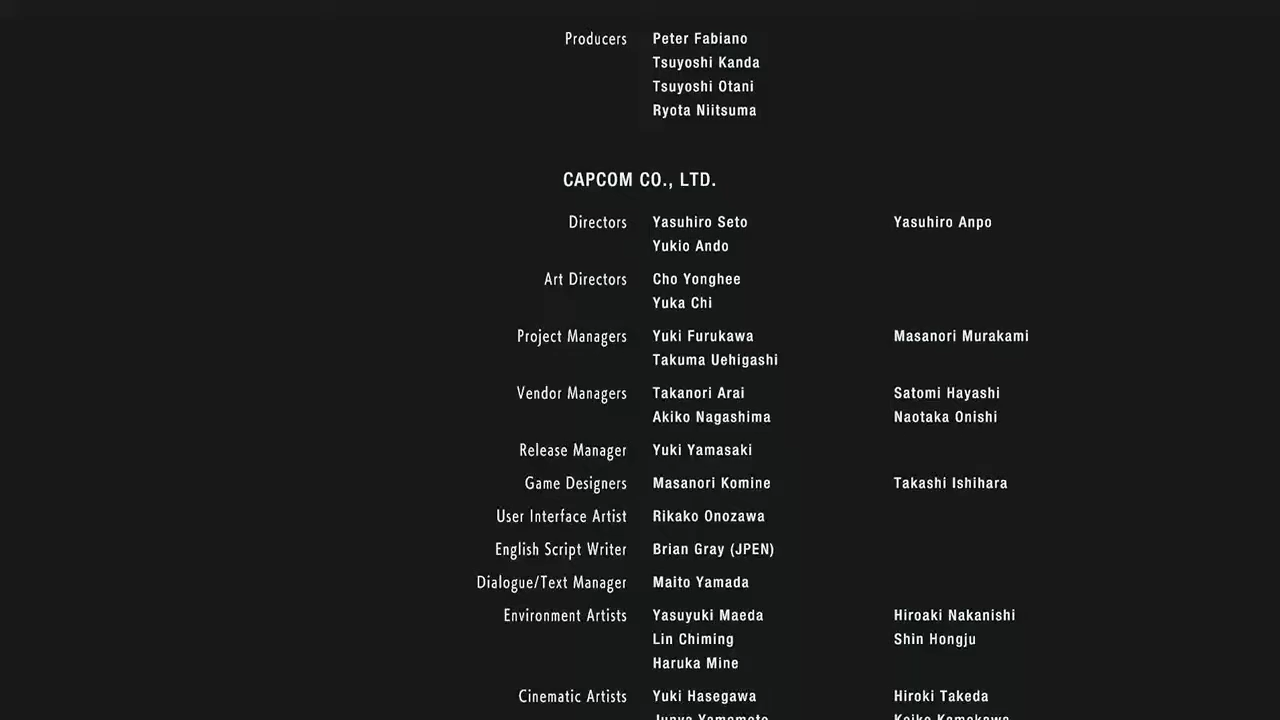 Producers Peter Fabiano
Tsuyoshi Kanda
Tsuyoshi Otani
Ryota Niitsuma
CAPCOM CO., LTD.
Directors Yasuhiro Seto Yasuhiro Anpo
Yukio Ando
Art Directors Cho Yonghee
Yuka Chi
Project Managers Yuki Furukawa Masanori Murakami
Takuma Uehigashi
Vendor Managers Takanori Arai Satomi Hayashi
Akiko Nagashima Naotaka Onishi
Release Manager Yuki Yamasaki
Game Designers Masanori Komine Takashi Ishihara
User Interface Artist Rikako Onozawa
English Script Writer Brian Gray (JPEN)
Dialogue/Text Manager Maito Yamada
Environment Artists Yasuyuki Maeda Hiroaki Nakanishi
Lin Chiming Shin Hongju
Haruka Mine
Cinematic Artists Yuki Hasegawa Hiroki Takeda